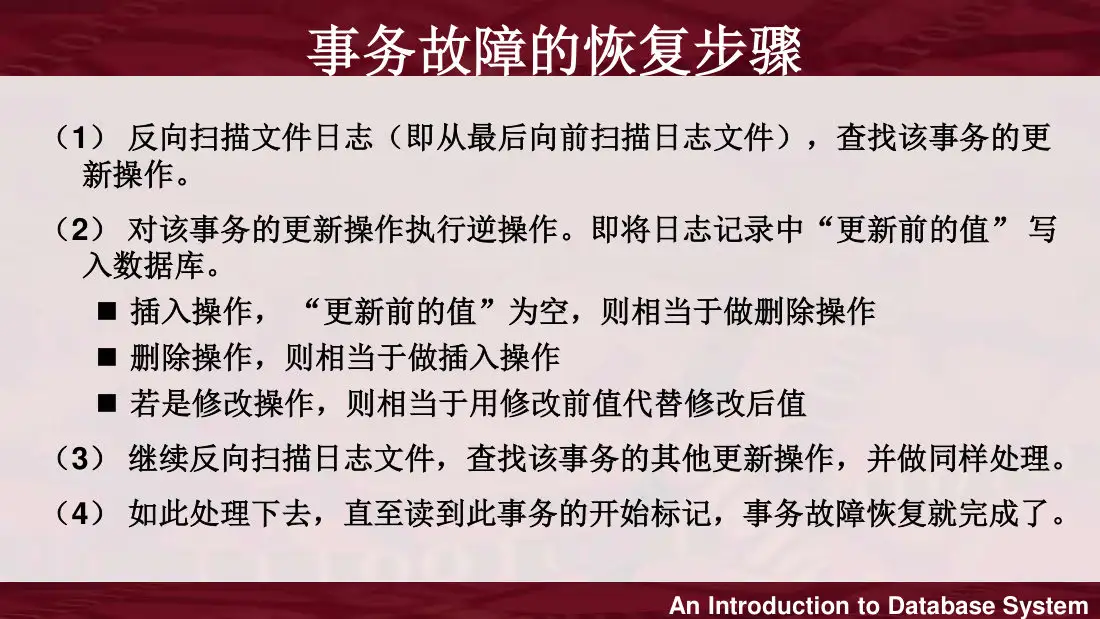 事务故障的恢复步骤
（1） 反向扫描文件日志（即从最后向前扫描日志文件），查找该事务的更
新操作。
（2） 对该事务的更新操作执行逆操作。即将日志记录中“更新前的值” 写
入数据库。
■ 插入操作， “更新前的值”为空，则相当于做删除操作
■ 删除操作，则相当于做插入操作
■ 若是修改操作，则相当于用修改前值代替修改后值
（3） 继续反向扫描日志文件，查找该事务的其他更新操作，并做同样处理。
（4） 如此处理下去，直至读到此事务的开始标记，事务故障恢复就完成了。
An Introduction to Database System